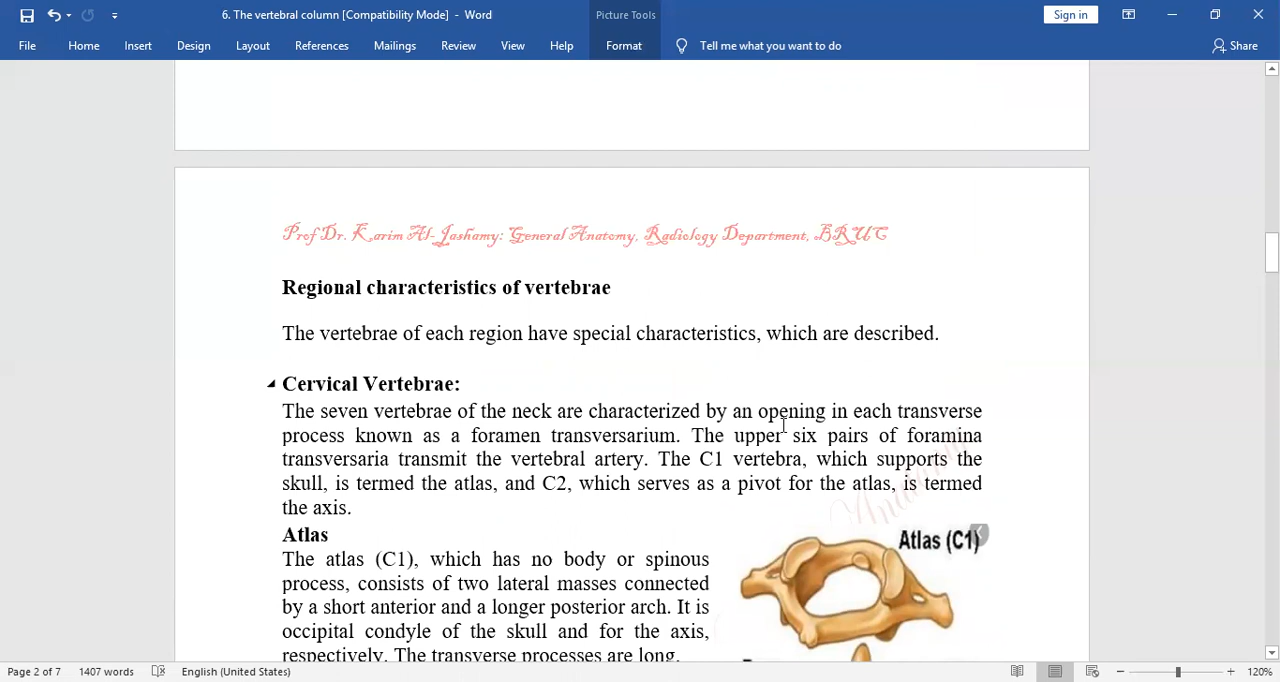 6. The vertebral column [Compatibility Mode] - Word
Picture Tools
Sign in
File Home Insert Design Layout References Mailings Review View Help Format Tell me what you want to do Share
Prof Dr. Karim Al-Jashamy: General Anatomy, Radiology Department, BRUC
Regional characteristics of vertebrae
The vertebrae of each region have special characteristics, which are described.
Cervical Vertebrae:
The seven vertebrae of the neck are characterized by an opening in each transverse
process known as a foramen transversarium. The upper six pairs of foramina
transversaria transmit the vertebral artery. The C1 vertebra, which supports the
skull, is termed the atlas, and C2, which serves as a pivot for the atlas, is termed
the axis.
Atlas
The atlas (C1), which has no body or spinous
process, consists of two lateral masses connected
by a short anterior and a longer posterior arch. It is
occipital condyle of the skull and for the axis,
respectively. The transverse processes are long.
Atlas (C1)
Page 2 of 7 1407 words English (United States) 120%